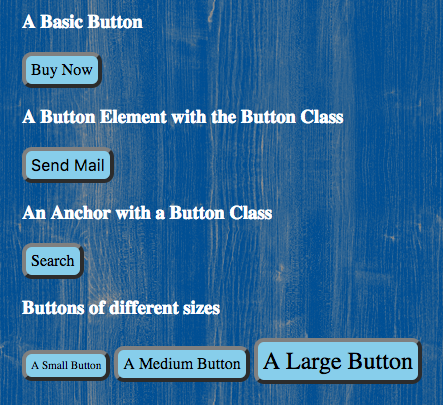 A Basic Button
Buy Now
A Button Element with the Button Class
Send Mail
An Anchor with a Button Class
Search
Buttons of different sizes
A Small Button A Medium Button A Large Button